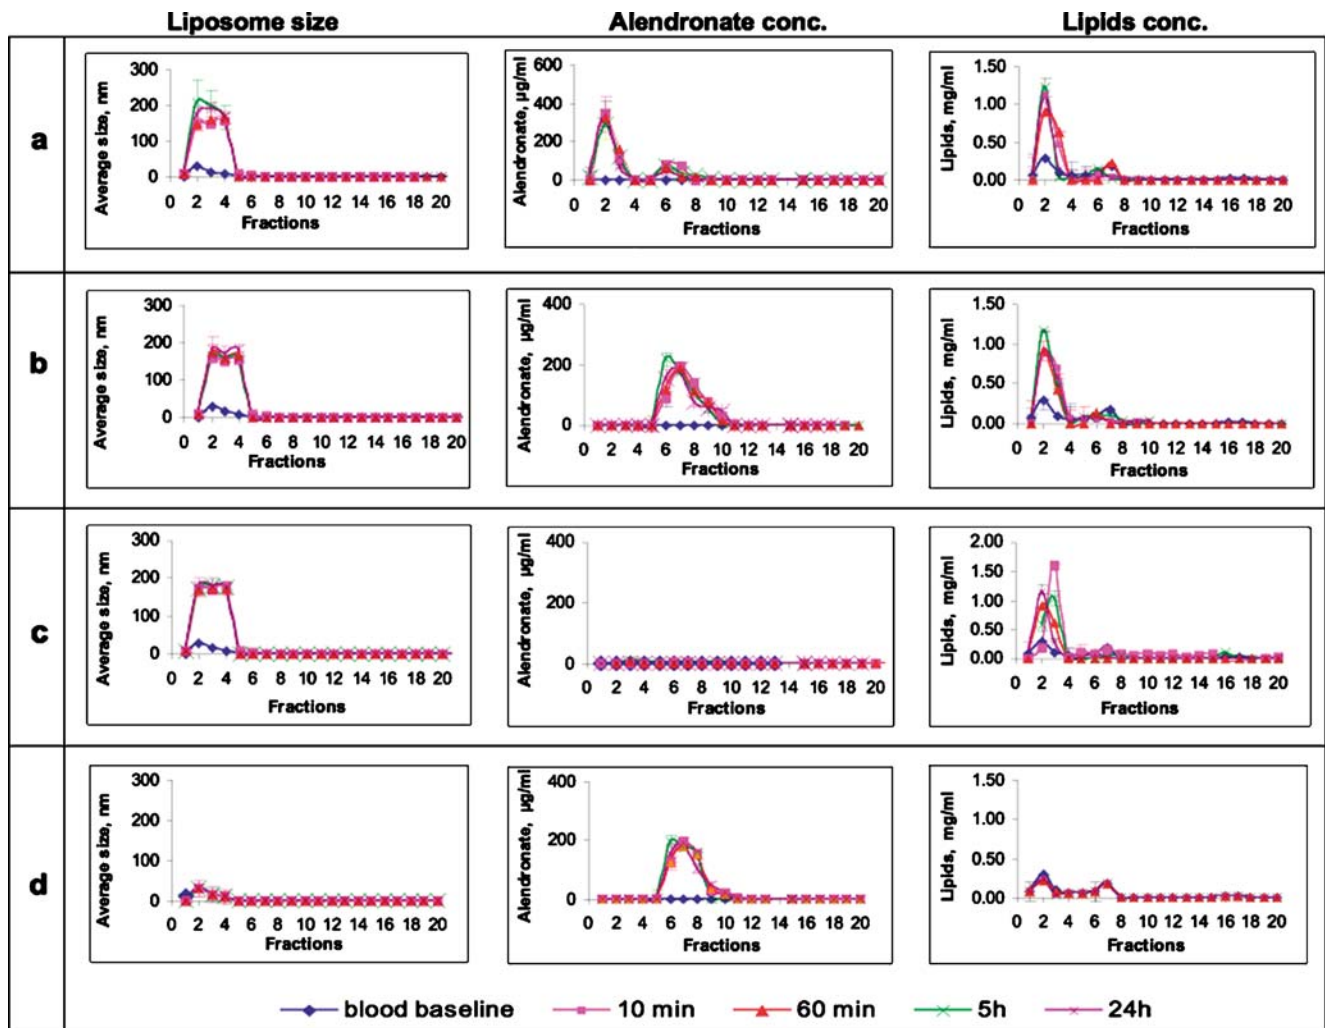 Liposome size Alendronate conc. Lipids conc.
a
Average size, nm
300
200
100
0
0 2 4 6 8 10 12 14 16 18 20
Fractions
Alendronate, µg/ml
600
400
200
0
0 2 4 6 8 10 12 14 16 18 20
Fractions
Lipids, mg/ml
1.50
1.00
0.50
0.00
0 2 4 6 8 10 12 14 16 18 20
Fractions
b
Average size, nm
300
200
100
0
0 2 4 6 8 10 12 14 16 18 20
Fractions
Alendronate, µg/ml
400
200
0
0 2 4 6 8 10 12 14 16 18 20
Fractions
Lipids, mg/ml
1.50
1.00
0.50
0.00
0 2 4 6 8 10 12 14 16 18 20
Fractions
c
Average size, nm
300
200
100
0
0 2 4 6 8 10 12 14 16 18 20
Fractions
Alendronate, µg/ml
400
200
0
0 2 4 6 8 10 12 14 16 18 20
Fractions
Lipids, mg/ml
2.00
1.50
1.00
0.50
0.00
0 2 4 6 8 10 12 14 16 18 20
Fractions
d
Average size, nm
300
200
100
0
0 2 4 6 8 10 12 14 16 18 20
Fractions
Alendronate, µg/ml
400
200
0
0 2 4 6 8 10 12 14 16 18 20
Fractions
Lipids, mg/ml
1.50
1.00
0.50
0.00
0 2 4 6 8 10 12 14 16 18 20
Fractions
blood baseline 10 min 60 min 5h 24h